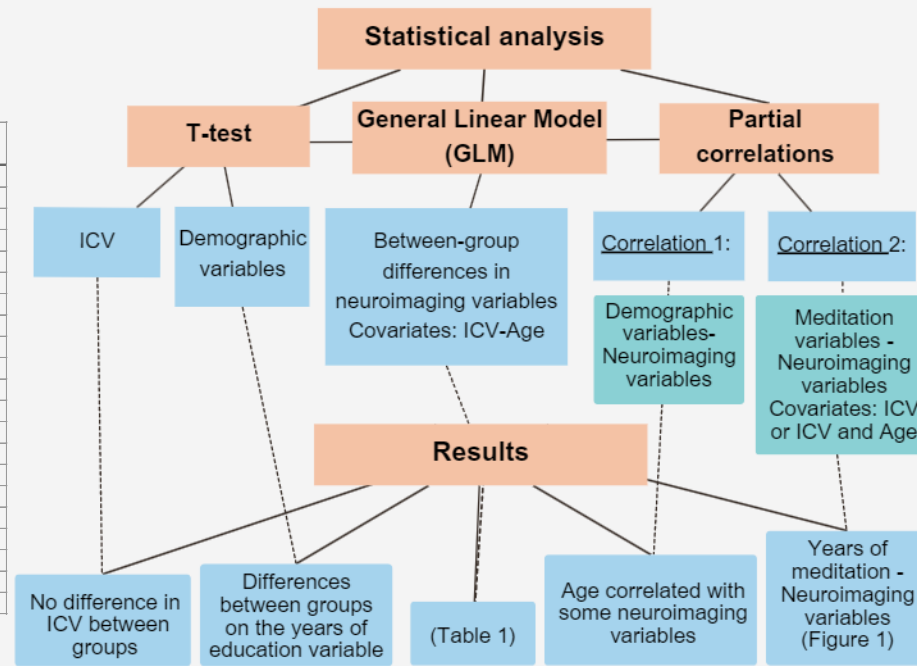 Statistical analysis
T-test
General Linear Model
(GLM)
Partial
correlations
ICV
Demographic
variables
Between-group
differences in
neuroimaging variables
Covariates: ICV-Age
Correlation 1:
Correlation 2:
Demographic
variables-
Neuroimaging
variables
Meditation
variables -
Neuroimaging
variables
Covariates: ICV
or ICV and Age
Results
No difference in
ICV between
groups
Differences
between groups
on the years of
education variable
(Table 1)
Age correlated with
some neuroimaging
variables
Years of
meditation -
Neuroimaging
variables
(Figure 1)